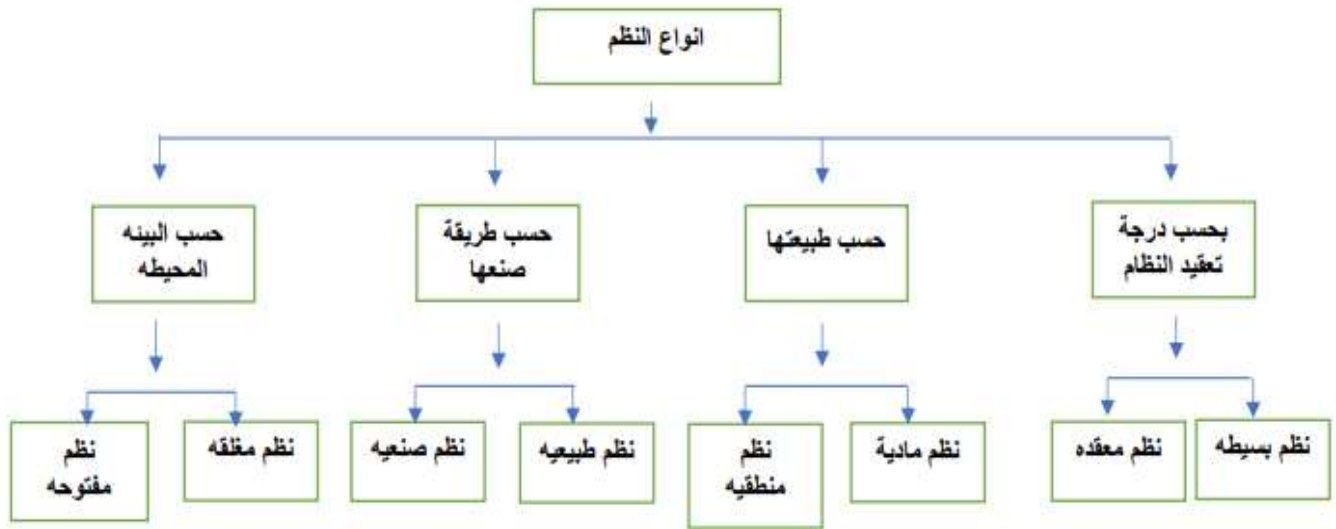 انواع النظم
بحسب درجة
تعقيد النظام
حسب طبيعتها
حسب طريقة
صنعها
حسب البينه
المحيطه
نظم بسيطه
نظم معقده
نظم مادية
نظم
منطقيه
نظم طبيعيه
نظم صنعيه
نظم مغلقه
نظم
مفتوحه